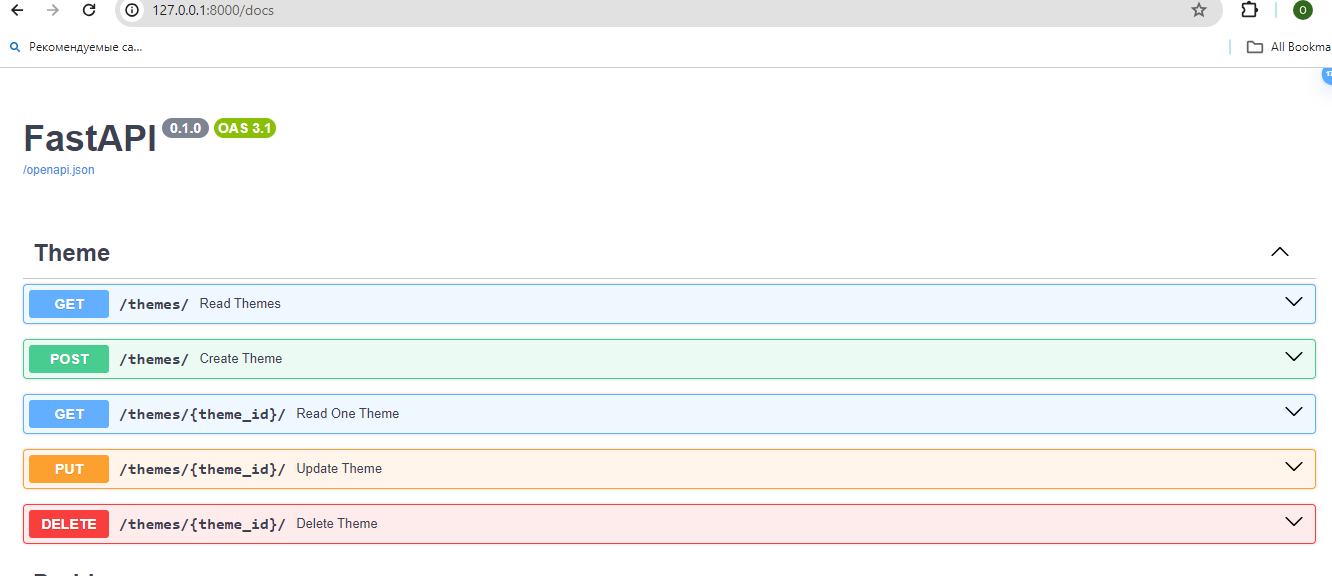 127.0.0.1:8000/docs
O
Рекомендуемые са...
All Bookma
FastAPI 0.1.0 OAS 3.1
/openapi.json
Theme
GET /themes/ Read Themes
POST /themes/ Create Theme
GET /themes/{theme_id}/ Read One Theme
PUT /themes/{theme_id}/ Update Theme
DELETE /themes/{theme_id}/ Delete Theme